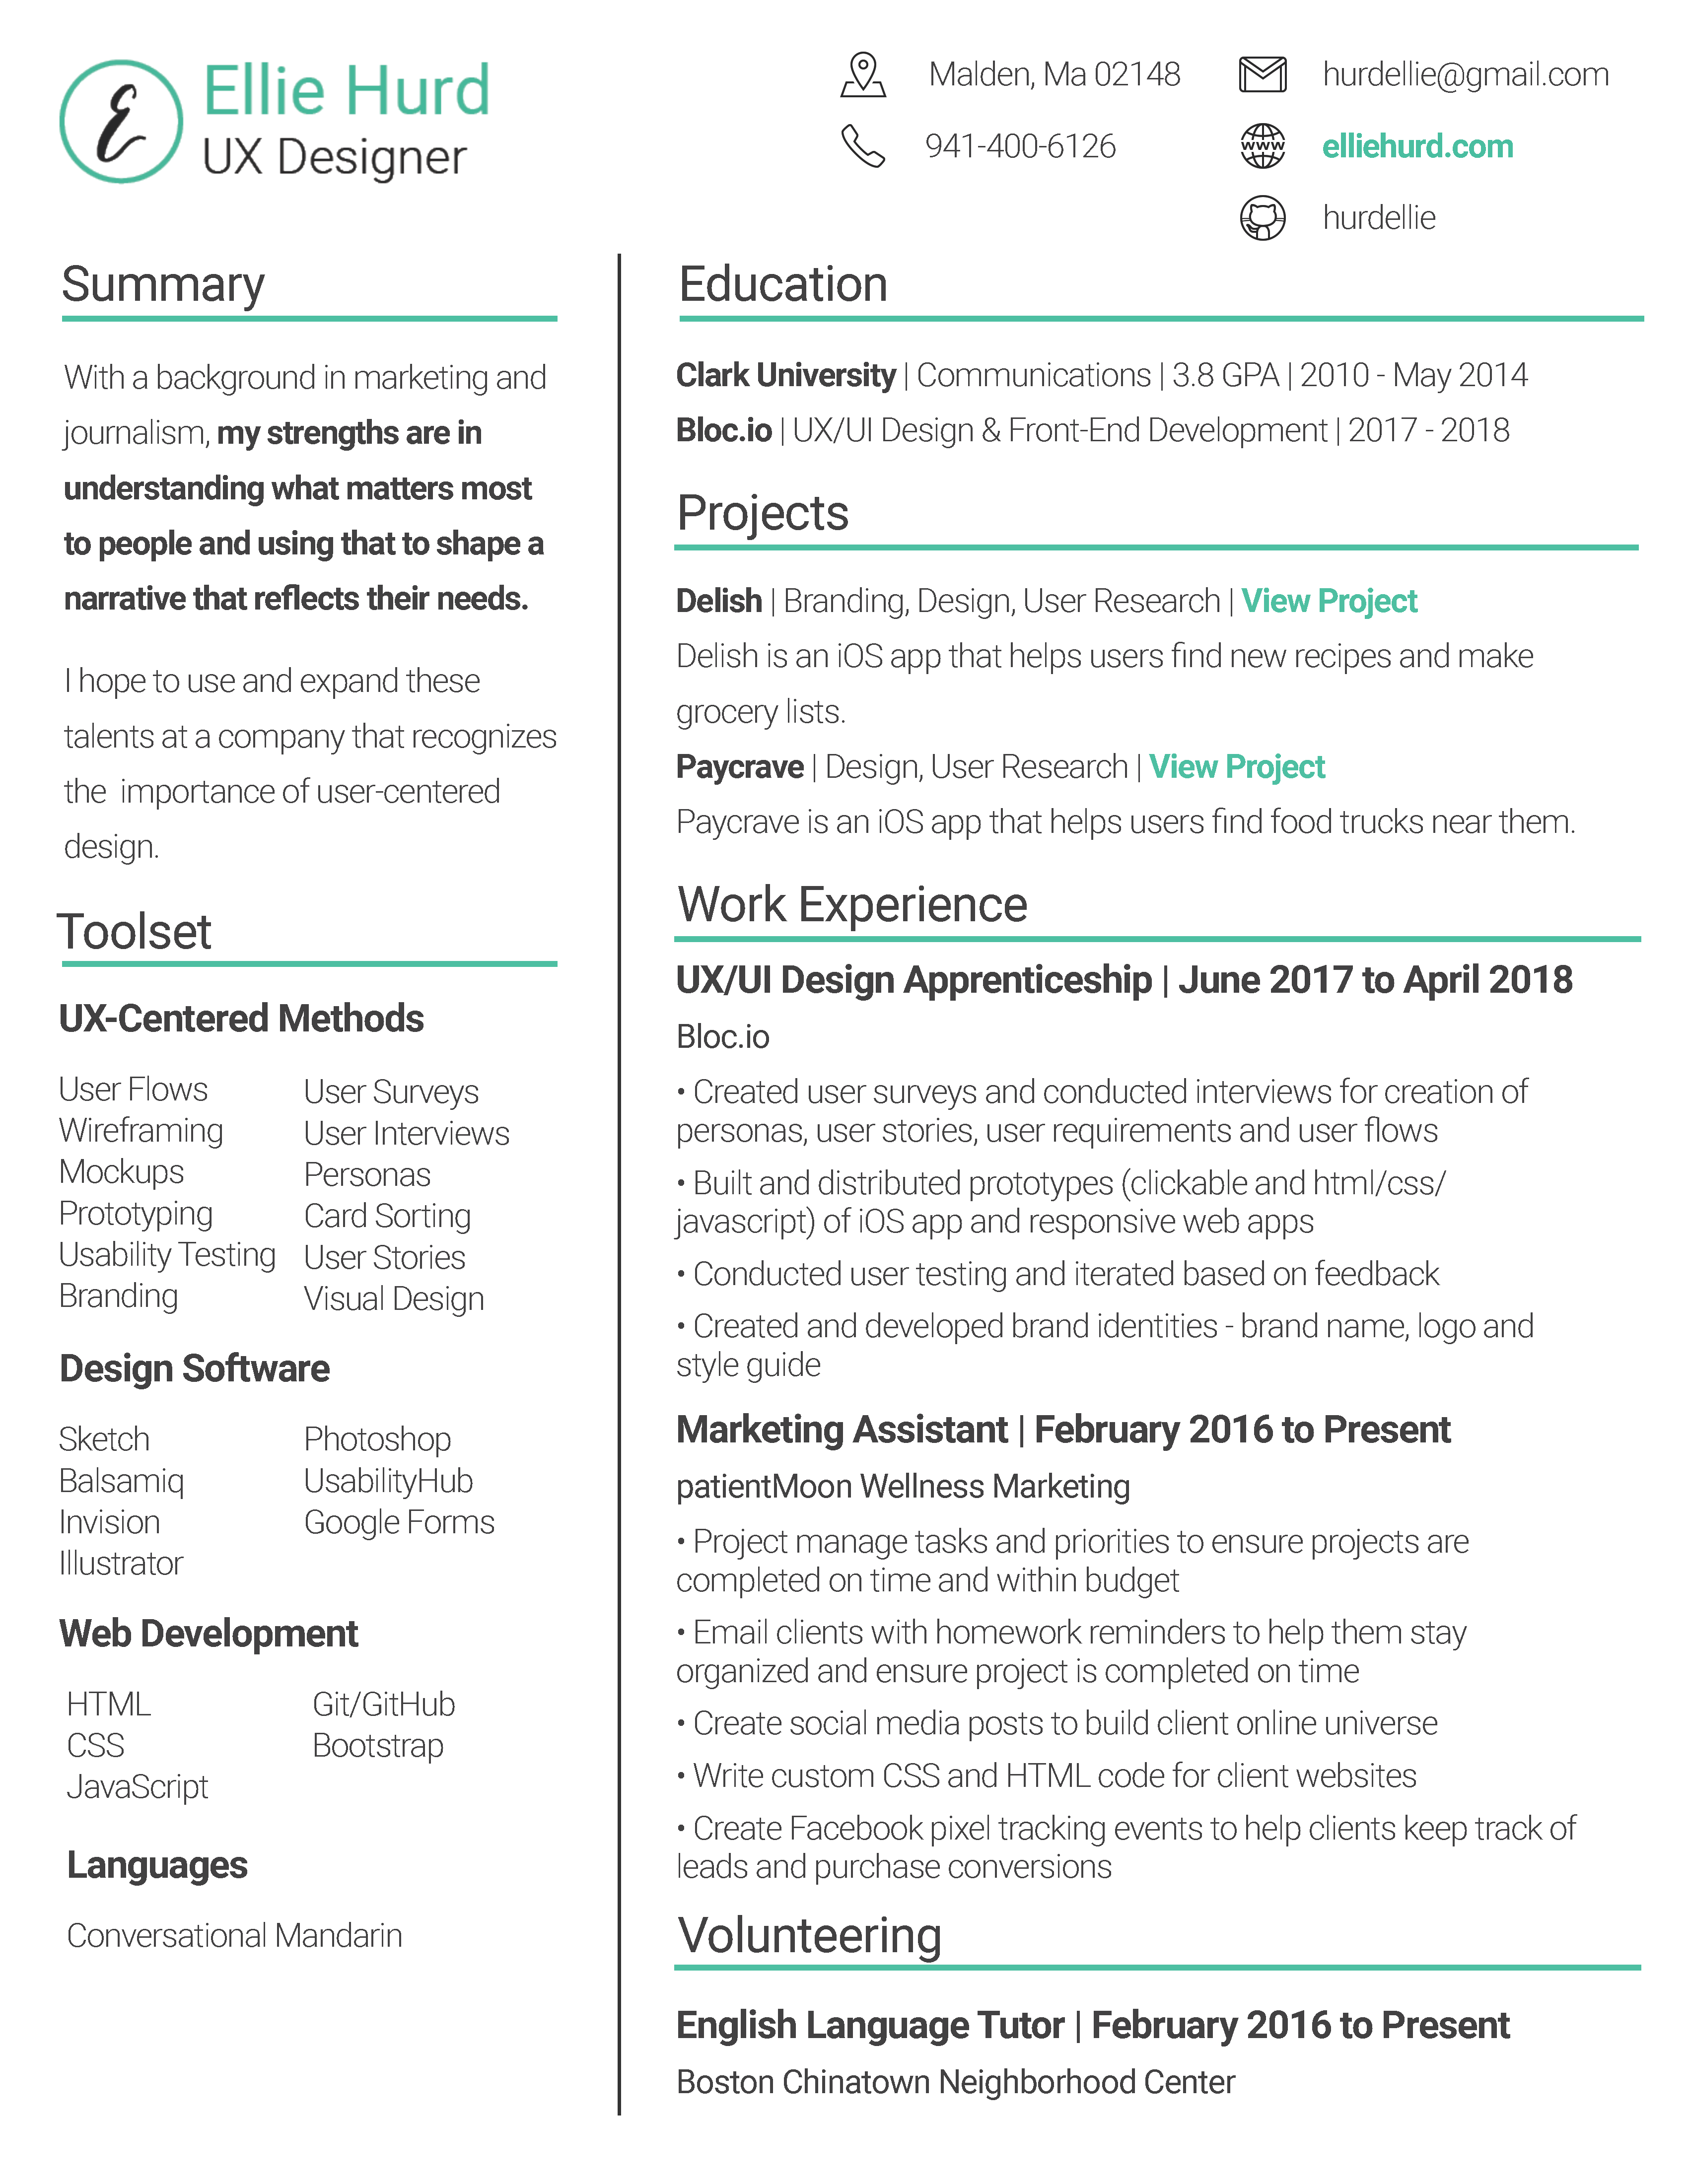 E
Ellie Hurd
UX Designer
Malden, Ma 02148
941-400-6126
hurdellie@gmail.com
www
elliehurd.com
hurdellie
Summary
With a background in marketing and
journalism, my strengths are in
understanding what matters most
to people and using that to shape a
narrative that reflects their needs.
I hope to use and expand these
talents at a company that recognizes
the  importance of user-centered
design.
Toolset
UX-Centered Methods
User Flows
Wireframing
Mockups
Prototyping
Usability Testing
Branding
User Surveys
User Interviews
Personas
Card Sorting
User Stories
Visual Design
Design Software
Sketch
Balsamiq
Invision
Illustrator
Photoshop
UsabilityHub
Google Forms
Web Development
HTML
CSS
JavaScript
Git/GitHub
Bootstrap
Languages
Conversational Mandarin
Education
Clark University | Communications | 3.8 GPA | 2010 - May 2014
Bloc.io | UX/UI Design & Front-End Development | 2017 - 2018
Projects
Delish | Branding, Design, User Research | View Project
Delish is an iOS app that helps users find new recipes and make
grocery lists.
Paycrave | Design, User Research | View Project
Paycrave is an iOS app that helps users find food trucks near them.
Work Experience
UX/UI Design Apprenticeship | June 2017 to April 2018
Bloc.io
• Created user surveys and conducted interviews for creation of
personas, user stories, user requirements and user flows
• Built and distributed prototypes (clickable and html/css/
javascript) of iOS app and responsive web apps
• Conducted user testing and iterated based on feedback
• Created and developed brand identities - brand name, logo and
style guide
Marketing Assistant | February 2016 to Present
patientMoon Wellness Marketing
• Project manage tasks and priorities to ensure projects are
completed on time and within budget
• Email clients with homework reminders to help them stay
organized and ensure project is completed on time
• Create social media posts to build client online universe
• Write custom CSS and HTML code for client websites
• Create Facebook pixel tracking events to help clients keep track of
leads and purchase conversions
Volunteering
English Language Tutor | February 2016 to Present
Boston Chinatown Neighborhood Center